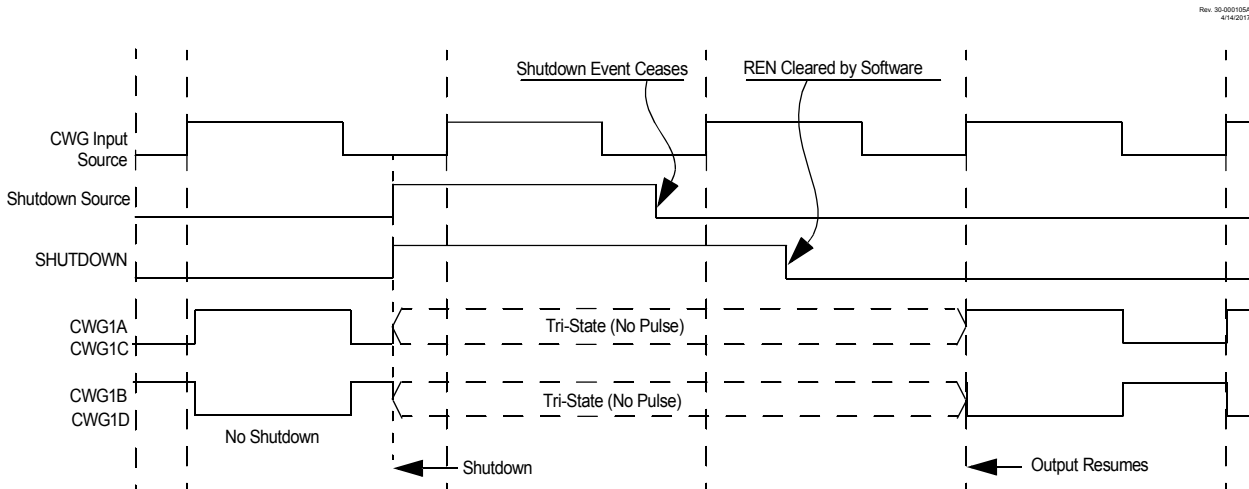 Rev. 30-000105A
4/14/2017
Shutdown Event Ceases
REN Cleared by Software
CWG Input
Source
Shutdown Source
SHUTDOWN
CWG1A
CWG1C
Tri-State (No Pulse)
CWG1B
CWG1D
Tri-State (No Pulse)
No Shutdown
Shutdown
Output Resumes